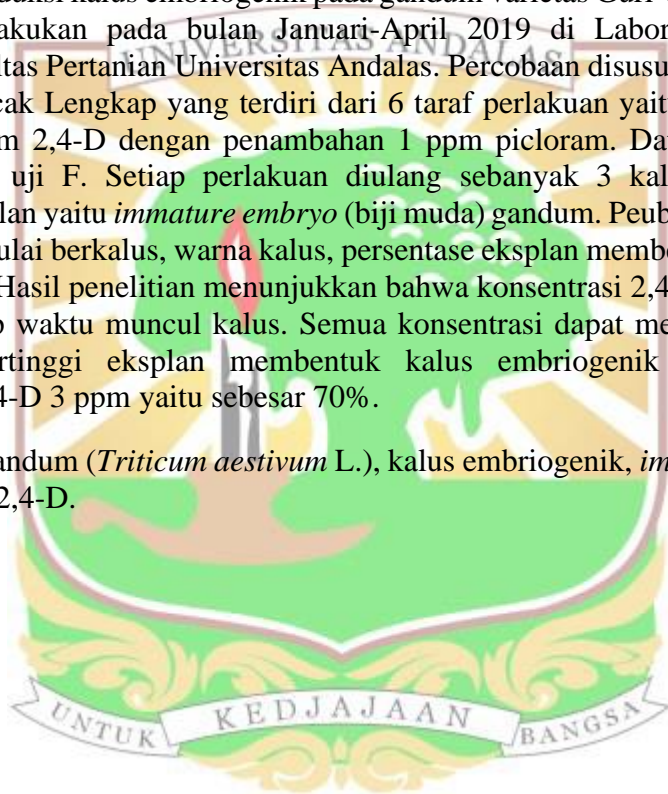 duksi kalus embriogenik pada gandum varietas Guri
akukan pada bulan Januari-April 2019 di Labor
ltas Pertanian Universitas Andalas. Percobaan disusu
cak Lengkap yang terdiri dari 6 taraf perlakuan yait
m 2,4-D dengan penambahan 1 ppm picloram. Da
uji F. Setiap perlakuan diulang sebanyak 3 kal
lan yaitu immature embryo (biji muda) gandum. Peub
ulai berkalus, warna kalus, persentase eksplan membe
Hasil penelitian menunjukkan bahwa konsentrasi 2,4
p waktu muncul kalus. Semua konsentrasi dapat me
ertinggi eksplan membentuk kalus embriogenik
4-D 3 ppm yaitu sebesar 70%.
andum (Triticum aestivum L.), kalus embriogenik, im
2,4-D.
UNIVERSITAS ANDALAS
UNTUK KEDJAJAAN BANGSA